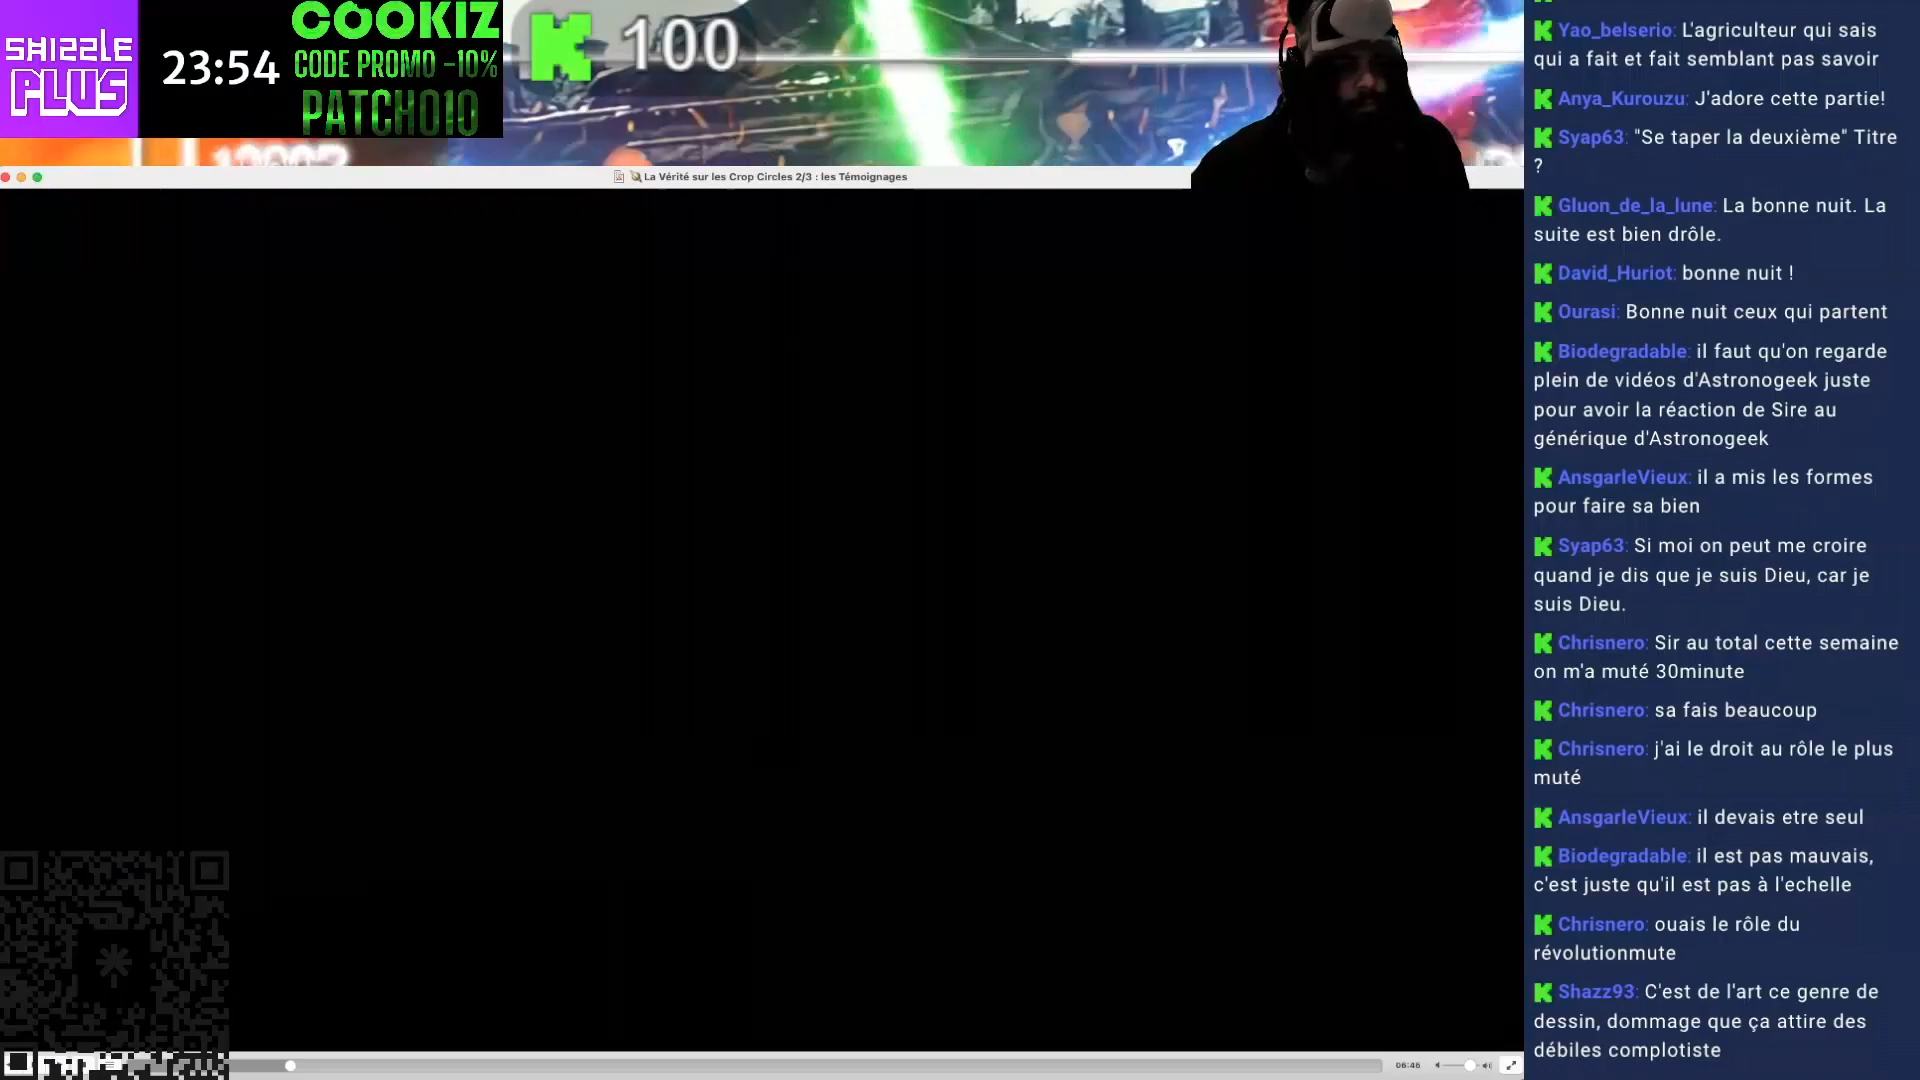 SHIZZLE
PLUS
23:54
COOKIZ
CODE PROMO -10%
PATCHO10
100
La Vérité sur les Crop Circles 2/3 : les Témoignages
06:46
Yao_belserio: L'agriculteur qui sais
qui a fait et fait semblant pas savoir
Anya_Kurouzu: J'adore cette partie!
Syap63: "Se taper la deuxième" Titre
?
Gluon_de_la_lune: La bonne nuit. La
suite est bien drôle.
David_Huriot: bonne nuit !
Ourasi: Bonne nuit ceux qui partent
Biodegradable: il faut qu'on regarde
plein de vidéos d'Astronogeek juste
pour avoir la réaction de Sire au
générique d'Astronogeek
AnsgarleVieux: il a mis les formes
pour faire sa bien
Syap63: Si moi on peut me croire
quand je dis que je suis Dieu, car je
suis Dieu.
Chrisnero: Sir au total cette semaine
on m'a muté 30minute
Chrisnero: sa fais beaucoup
Chrisnero: j'ai le droit au rôle le plus
muté
AnsgarleVieux: il devais etre seul
Biodegradable: il est pas mauvais,
c'est juste qu'il est pas à l'echelle
Chrisnero: ouais le rôle du
révolutionmute
Shazz93: C'est de l'art ce genre de
dessin, dommage que ça attire des
débiles complotiste